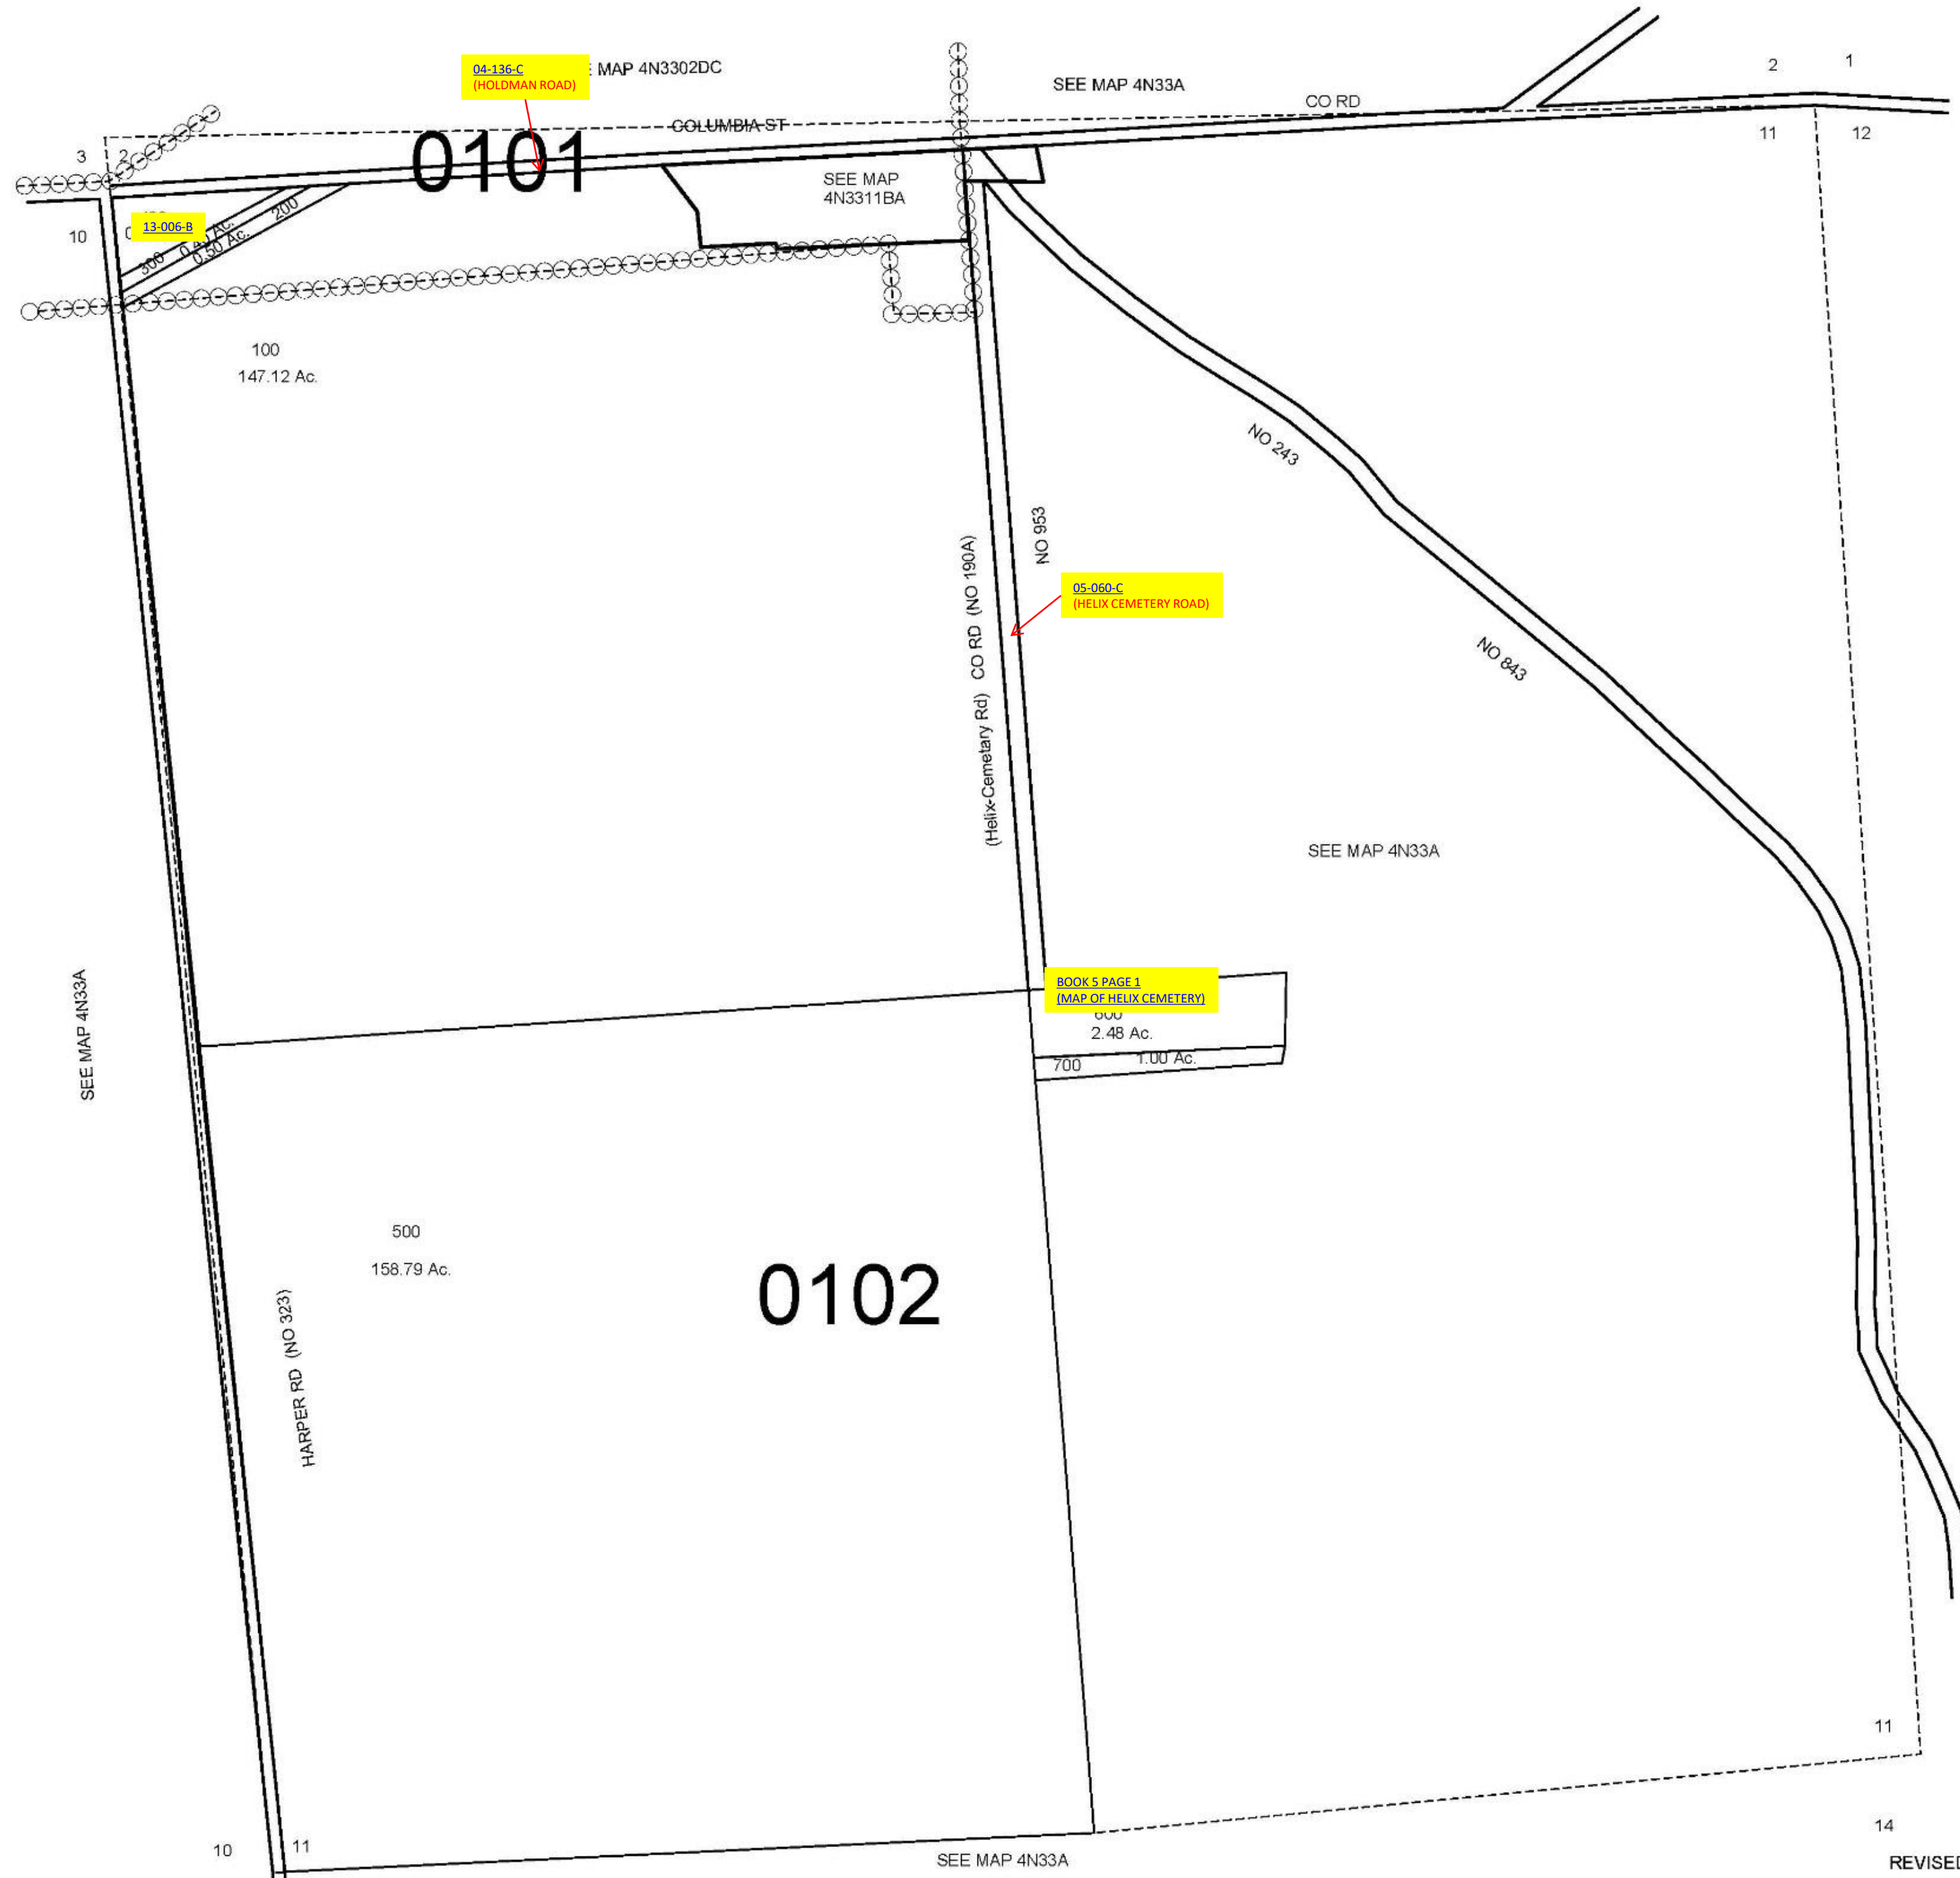 04-136-C
(HOLDMAN ROAD)
MAP 4N3302DC
SEE MAP 4N33A
2
1
CO RD
COLUMBIA ST
0101
3
2
11
12
SEE MAP
4N3311BA
13-006-B
200
10
0.50 Ac.
300
100
147.12 Ac.
NO 243
NO 953
(Helix-Cemetary Rd) CO RD (NO 190A)
05-060-C
(HELIX CEMETERY ROAD)
NO 843
SEE MAP 4N33A
SEE MAP 4N33A
BOOK 5 PAGE 1
(MAP OF HELIX CEMETERY)
600
2.48 Ac.
700
1.00 Ac.
500
158.79 Ac.
0102
HARPER RD (NO 323)
11
10
11
14
SEE MAP 4N33A
REVISED